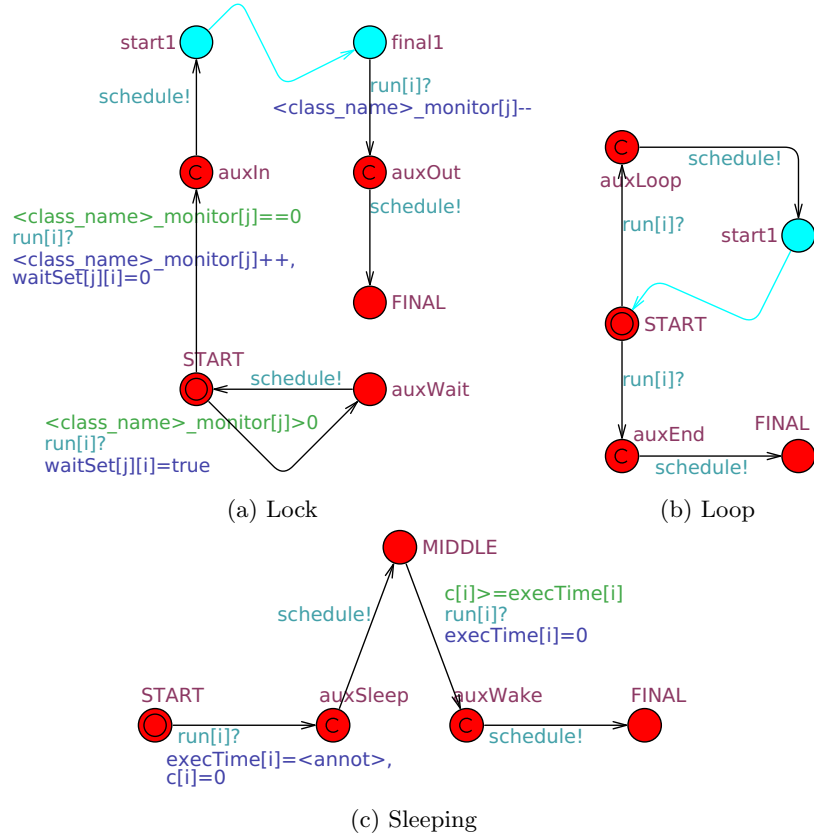 start1
final1
run[i]?
<class_name>_monitor[j]--
schedule!
C
auxIn
C
auxOut
schedule!
<class_name>_monitor[j]==0
run[i]?
<class_name>_monitor[j]++,
waitSet[j][i]=0
FINAL
START
schedule!
auxWait
<class_name>_monitor[j]>0
run[i]?
waitSet[j][i]=true
(a) Lock
C
schedule!
auxLoop
run[i]?
start1
START
run[i]?
auxEnd
FINAL
C
schedule!
(b) Loop
MIDDLE
c[i]>=execTime[i]
schedule!
run[i]?
execTime[i]=0
START
auxSleep
auxWake
FINAL
C
C
run[i]?
schedule!
execTime[i]=<annot>,
c[i]=0
(c) Sleeping